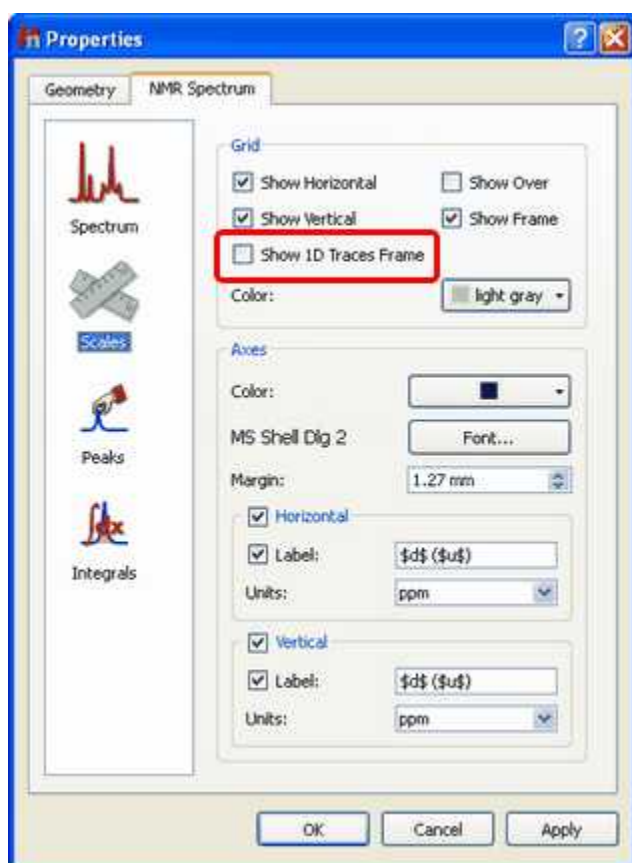 Properties
Geometry NMR Spectrum
Spectrum
Scales
Peaks
Integrals
Grid
Show Horizontal Show Over
Show Vertical Show Frame
Show 1D Traces Frame
Color: light gray
Axes
Color:
MS Shell Dlg 2 Font...
Margin: 1.27 mm
Horizontal
Label: $d$ ($u$)
Units: ppm
Vertical
Label: $d$ ($u$)
Units: ppm
OK Cancel Apply